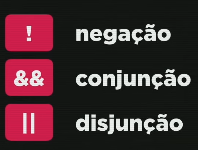 ! negação
&& conjunção
|| disjunção